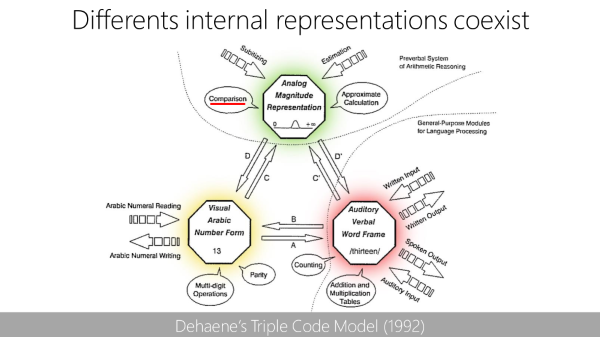 Differents internal representations coexist
Subitizing
Estimation
Preverbal System
of Arithmetic Reasoning
Analog
Magnitude
Representation
0 +∞
Comparison
Approximate
Calculation
General-Purpose Modules
for Language Processing
D
C
D'
C'
Written Input
Written Output
Arabic Numeral Reading
Arabic Numeral Writing
Visual
Arabic
Number Form
13
B
A
Auditory
Verbal
Word Frame
/thirteen/
Spoken Output
Auditory Input
Counting
Parity
Multi-digit
Operations
Addition and
Multiplication
Tables
Dehaene's Triple Code Model (1992)